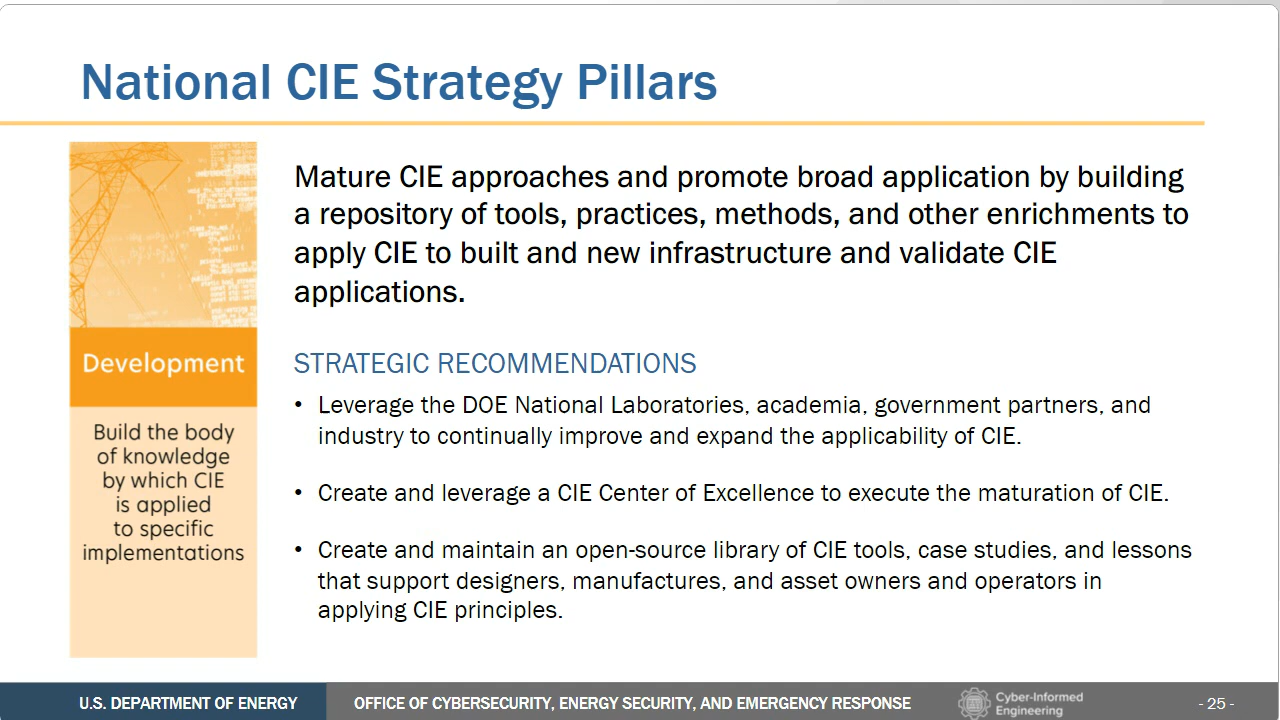 National CIE Strategy Pillars
Mature CIE approaches and promote broad application by building
a repository of tools, practices, methods, and other enrichments to
apply CIE to built and new infrastructure and validate CIE
applications.
Development
Build the body
of knowledge
by which CIE
is applied
to specific
implementations
STRATEGIC RECOMMENDATIONS
• Leverage the DOE National Laboratories, academia, government partners, and
industry to continually improve and expand the applicability of CIE.
• Create and leverage a CIE Center of Excellence to execute the maturation of CIE.
• Create and maintain an open-source library of CIE tools, case studies, and lessons
that support designers, manufactures, and asset owners and operators in
applying CIE principles.
U.S. DEPARTMENT OF ENERGY
OFFICE OF CYBERSECURITY, ENERGY SECURITY, AND EMERGENCY RESPONSE
Cyber-Informed
Engineering
- 25 -